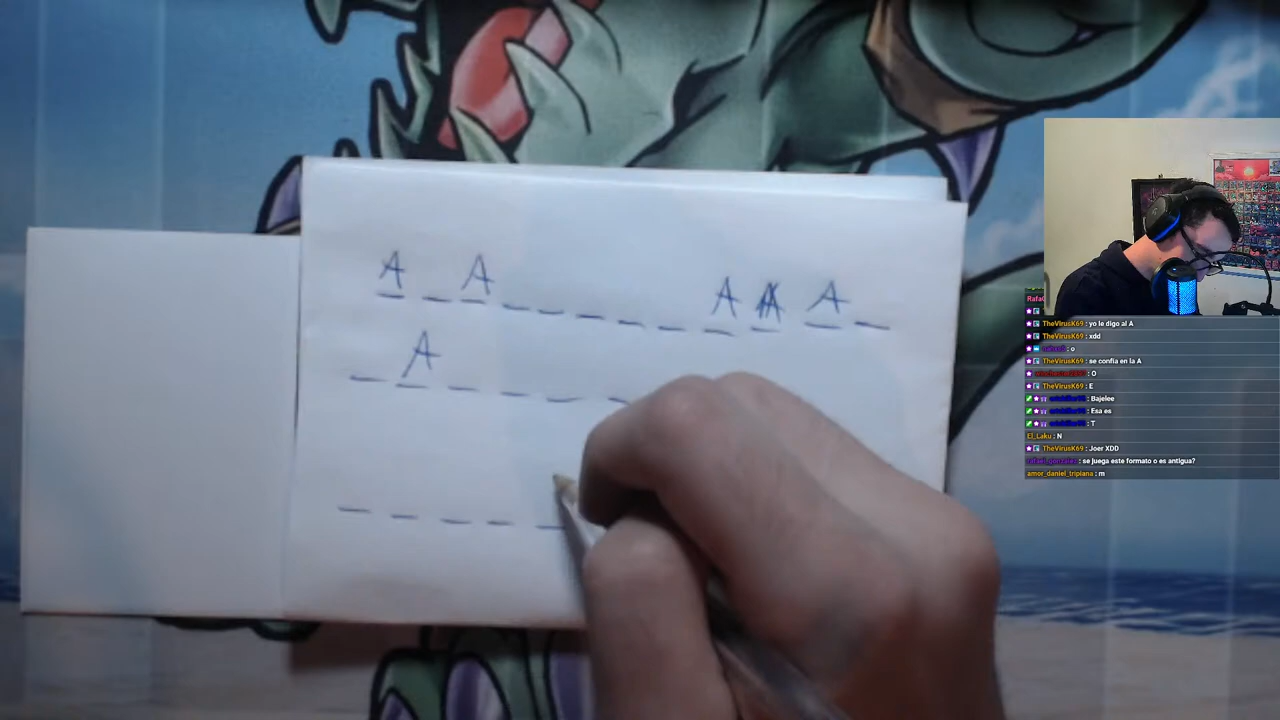 A _ A _ _ _ _ _ A A A _
_ A _ _ _ _
_ _ _ _ _
TheVirusK69 : yo le digo al A
TheVirusK69 : xdd
: o
TheVirusK69 : se confia en la A
: O
TheVirusK69 : E
: Bajelee
: Esa es
: T
El_Laku : N
TheVirusK69 : Joer XDD
: se juega este formato o es antigua?
amor_daniel_tripiana : m